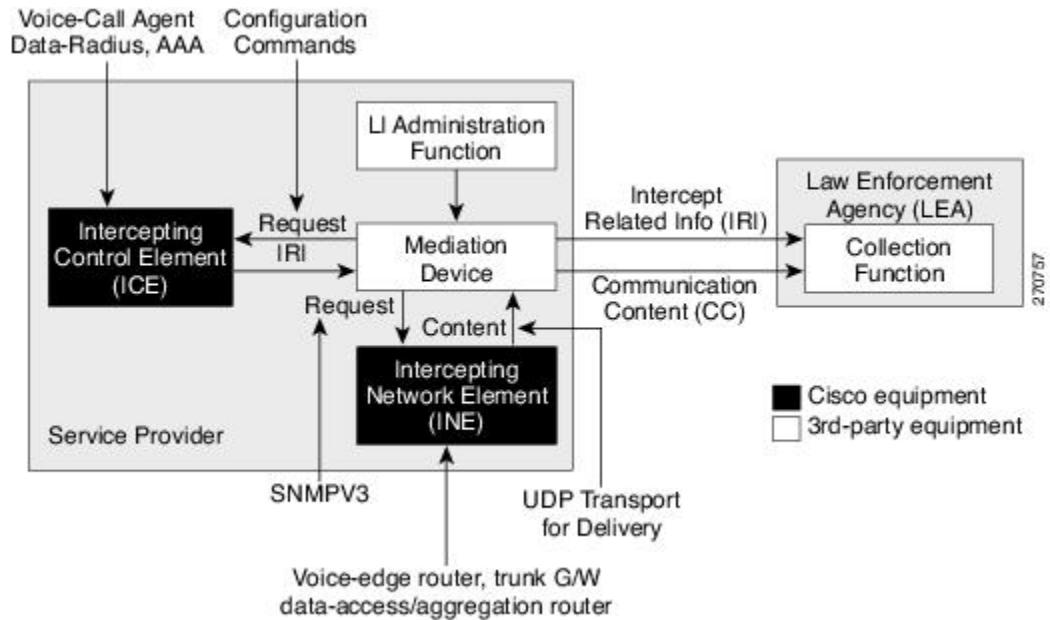 Voice-Call Agent
Data-Radius, AAA
Configuration
Commands
LI Administration
Function
Intercepting
Control Element
(ICE)
Request
IRI
Mediation
Device
Intercept
Related Info (IRI)
Communication
Content (CC)
Law Enforcement
Agency (LEA)
Collection
Function
270757
Request
Content
Intercepting
Network Element
(INE)
Service Provider
Cisco equipment
3rd-party equipment
SNMPV3
UDP Transport
for Delivery
Voice-edge router, trunk G/W
data-access/aggregation router